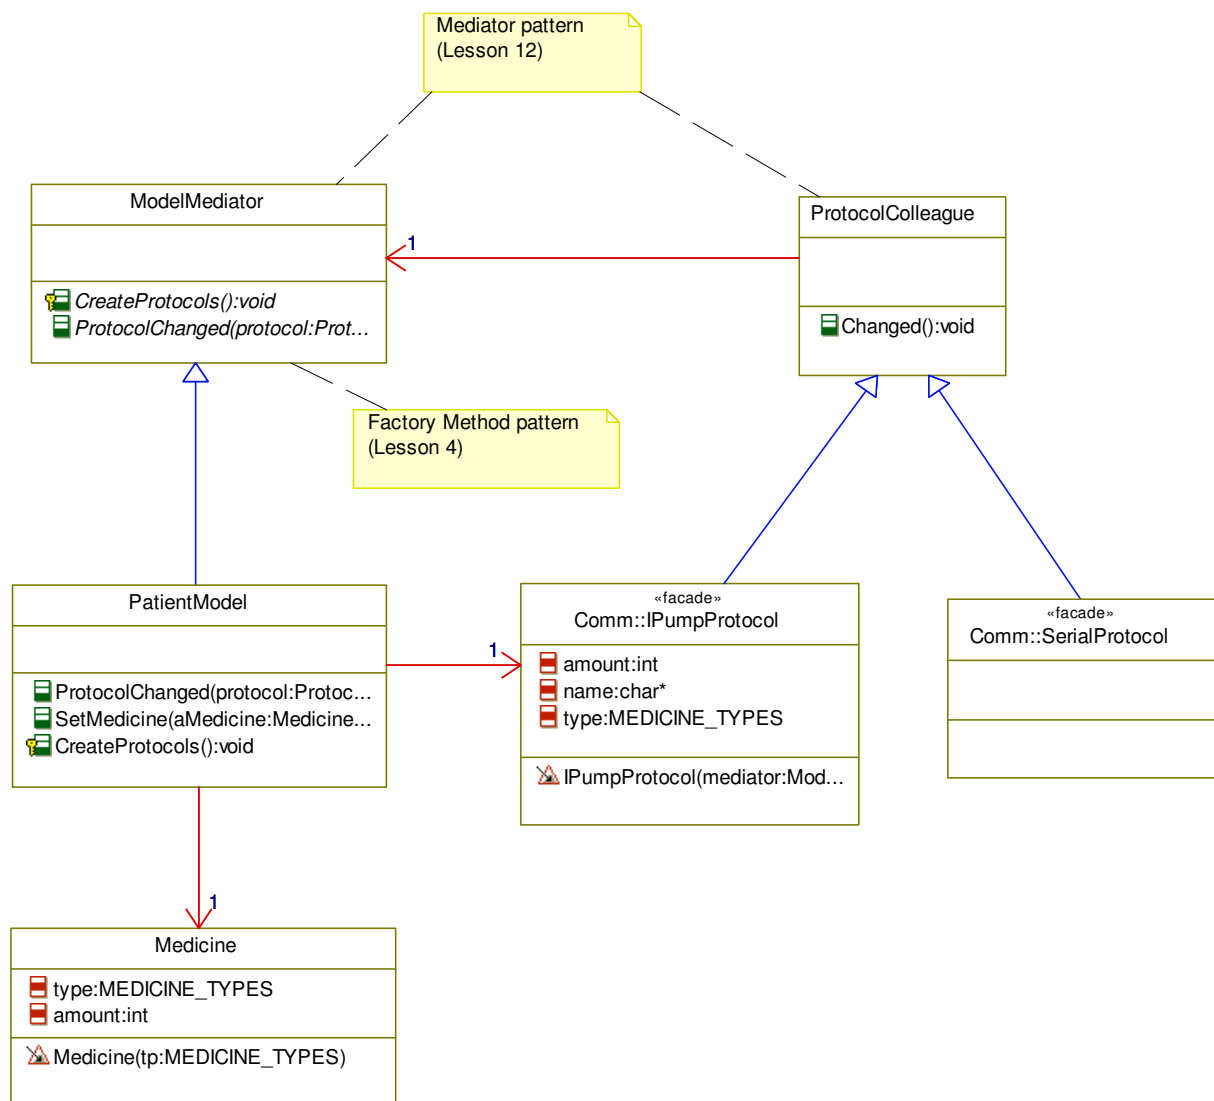 Mediator pattern
(Lesson 12)
ModelMediator
CreateProtocols():void
ProtocolChanged(protocol:Prot...
1
ProtocolColleague
Changed():void
Factory Method pattern
(Lesson 4)
PatientModel
ProtocolChanged(protocol:Protoc...
SetMedicine(aMedicine:Medicine...
CreateProtocols():void
1
«facade»
Comm::IPumpProtocol
amount:int
name:char*
type:MEDICINE_TYPES
IPumpProtocol(mediator:Mod...
«facade»
Comm::SerialProtocol
1
Medicine
type:MEDICINE_TYPES
amount:int
Medicine(tp:MEDICINE_TYPES)